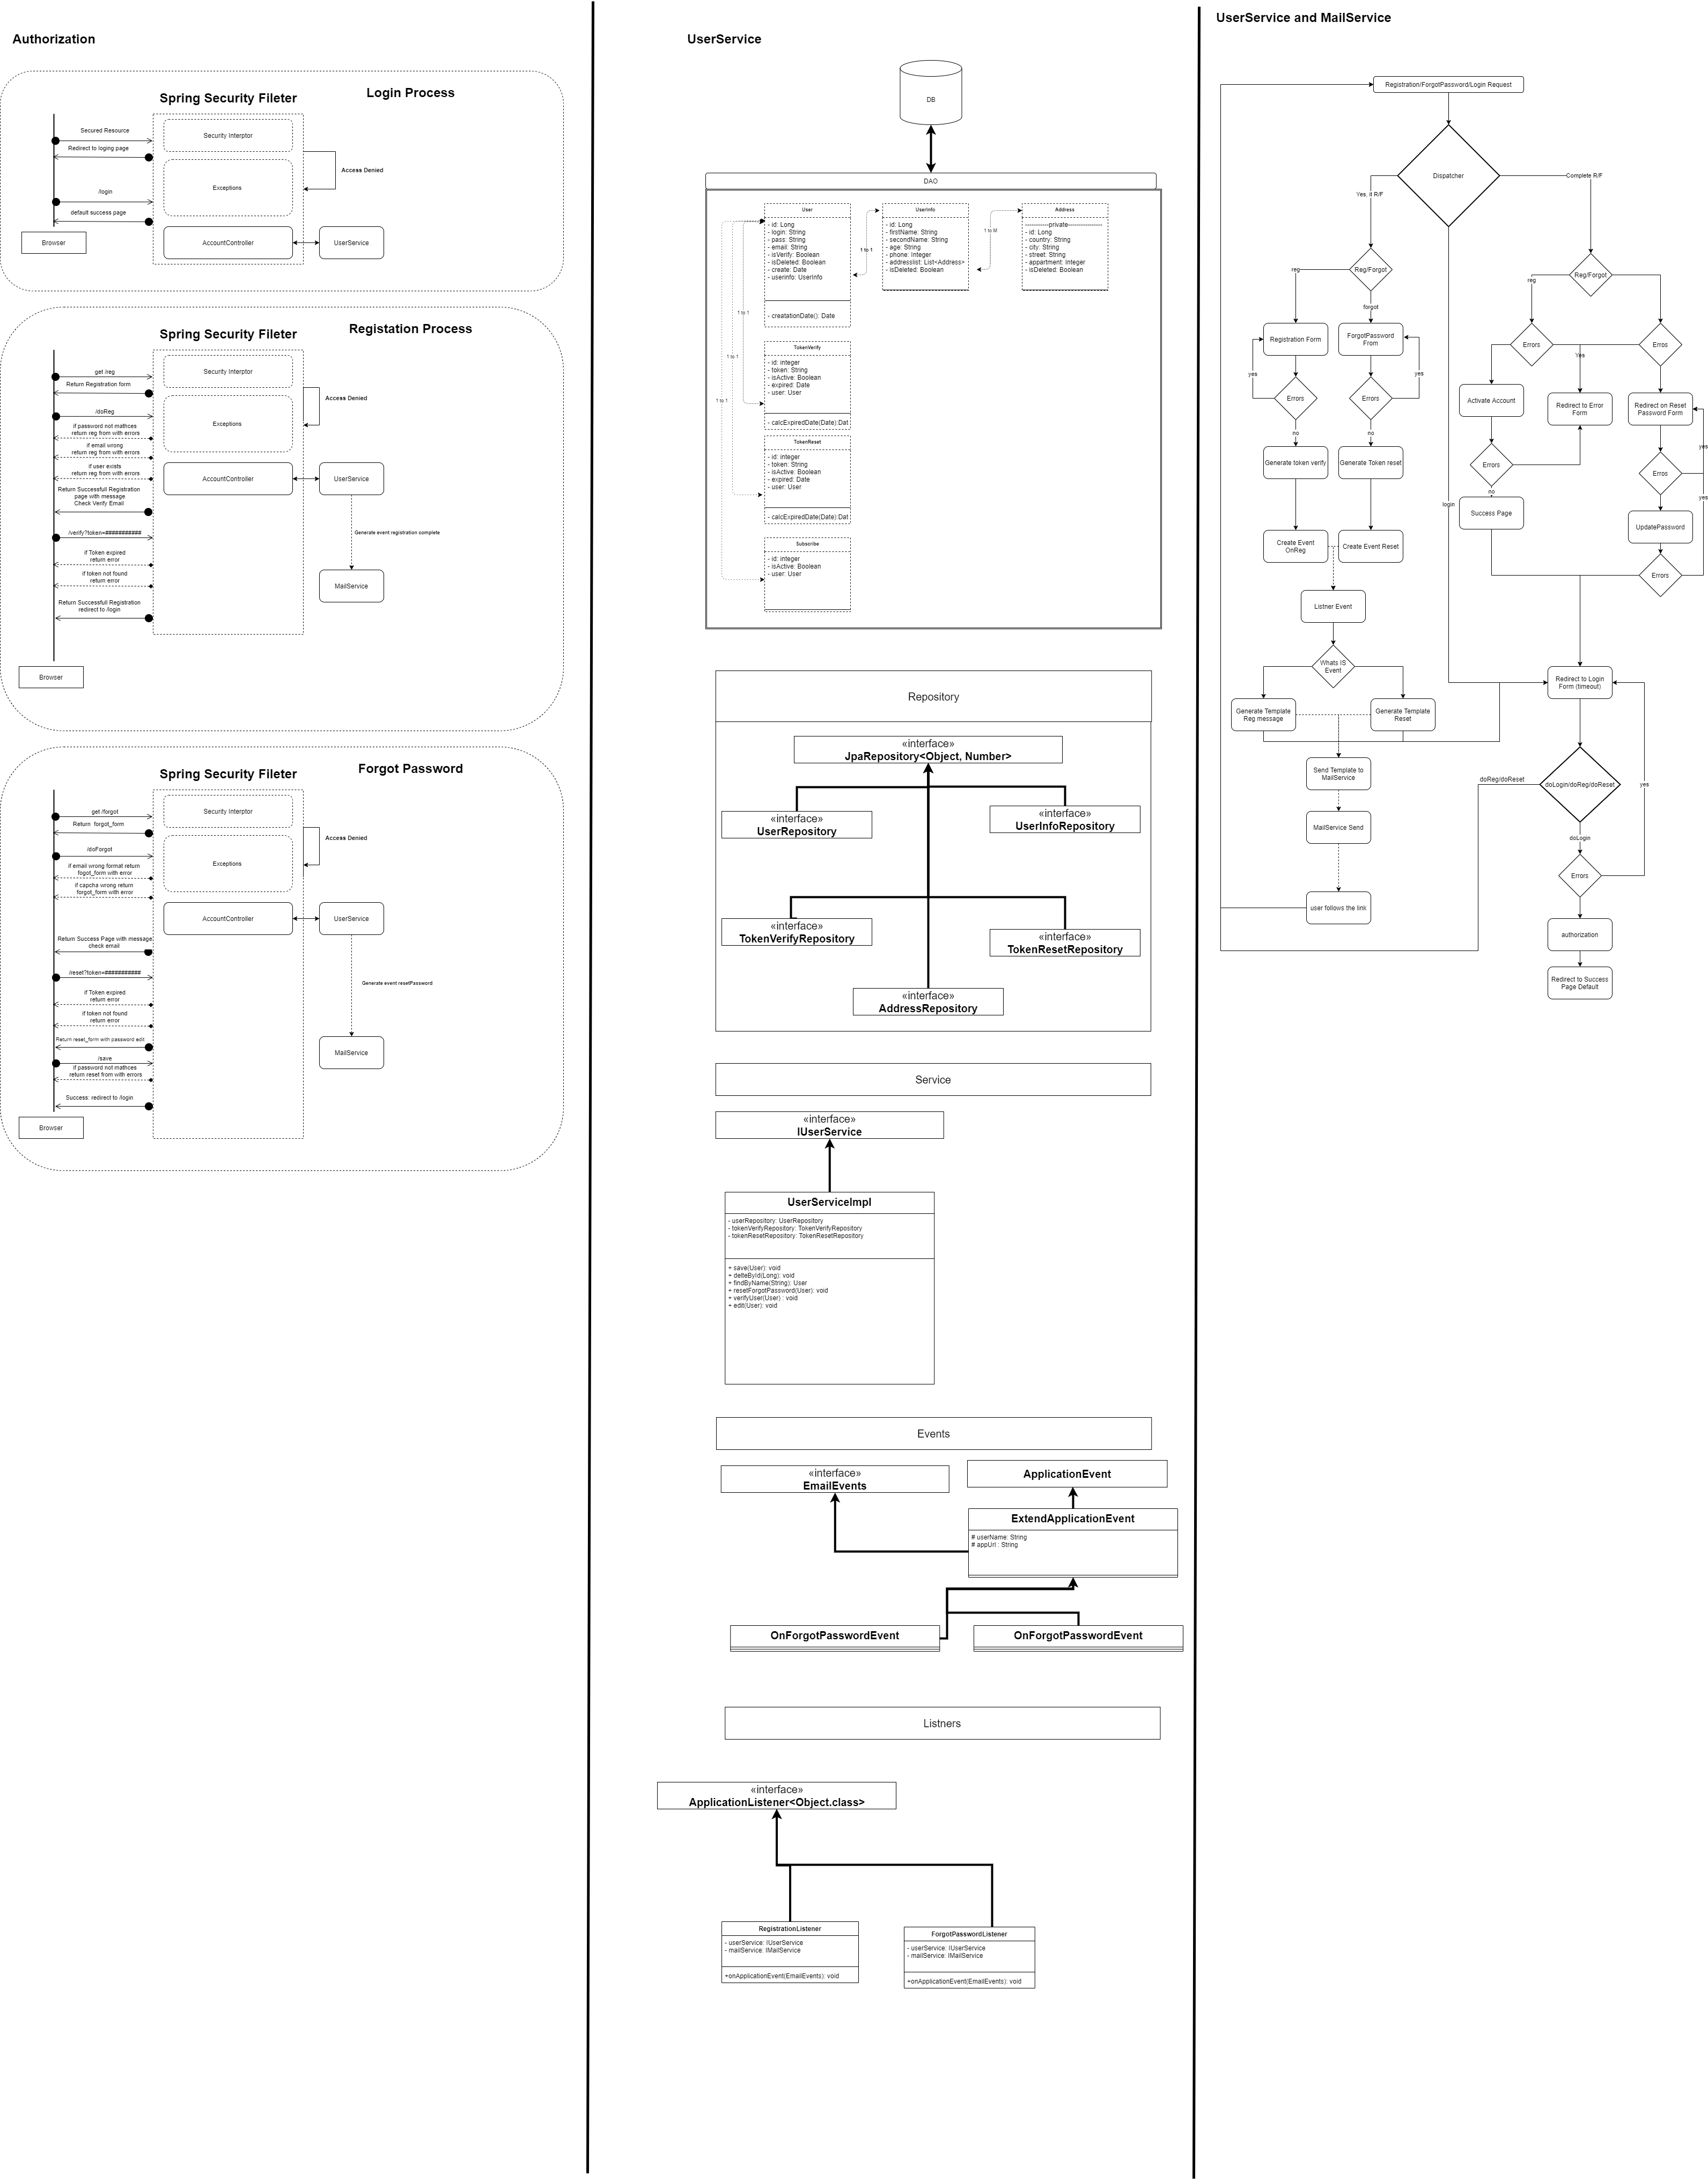 Authorization
Login Process
Spring Security Fileter
Secured Resource
Redirect to loging page
/login
default success page
Security Interptor
Exceptions
Access Denied
AccountController
UserService
Browser
Registation Process
Spring Security Fileter
get /reg
Return Registration form
/doReg
if password not mathces
return reg from with errors
if email wrong
return reg from with errors
if user exists
return reg from with errors
Return Successfull Registration
page with message
Check Verify Email
/verify?token=###########
if Token expired
return error
if token not found
return error
Return Successfull Registration
redirect to /login
Security Interptor
Exceptions
Access Denied
AccountController
UserService
Generate event registration complete
MailService
Browser
Forgot Password
Spring Security Fileter
get /forgot
Return  forgot_form
/doForgot
if email wrong format return
fogot_form with error
if capcha wrong return
forgot_form with error
Return Success Page with message
check email
/reset?token=###########
if Token expired
return error
if token not found
return error
Return reset_form with password edit
/save
if password not mathces
return reset from with errors
Success: redirect to /login
Security Interptor
Exceptions
Access Denied
AccountController
UserService
Generate event resetPassword
MailService
Browser
UserService
DB
DAO
User
- id: Long
- login: String
- pass: String
- email: String
- isVerify: Boolean
- isDeleted: Boolean
- create: Date
- userinfo: UserInfo
- creatationDate(): Date
1 to 1
UserInfo
- id: Long
- firstName: String
- secondName: String
- age: String
- phone: Integer
- addresslist: List<Address>
- isDeleted: Boolean
1 to M
Address
-----------private----------------
- id: Long
- country: String
- city: String
- street: String
- appartment: Integer
- isDeleted: Boolean
1 to 1
1 to 1
1 to 1
TokenVerify
- id: integer
- token: String
- isActive: Boolean
- expired: Date
- user: User
- calcExpiredDate(Date):Dat
TokenReset
- id: integer
- token: String
- isActive: Boolean
- expired: Date
- user: User
- calcExpiredDate(Date):Dat
Subscribe
- id: integer
- isActive: Boolean
- user: User
Repository
«interface»
JpaRepository<Object, Number>
«interface»
UserRepository
«interface»
UserInfoRepository
«interface»
TokenVerifyRepository
«interface»
TokenResetRepository
«interface»
AddressRepository
Service
«interface»
IUserService
UserServiceImpl
- userRepository: UserRepository
- tokenVerifyRepository: TokenVerifyRepository
- tokenResetRepository: TokenResetRepository
+ save(User): void
+ delteById(Long): void
+ findByName(String): User
+ resetForgotPassword(User): void
+ verifyUser(User) : void
+ edit(User): void
Events
«interface»
EmailEvents
ApplicationEvent
ExtendApplicationEvent
# userName: String
# appUrl : String
OnForgotPasswordEvent
OnForgotPasswordEvent
Listners
«interface»
ApplicationListener<Object.class>
RegistrationListener
- userService: IUserService
- mailService: IMailService
+onApplicationEvent(EmailEvents): void
ForgotPasswordListener
- userService: IUserService
- mailService: IMailService
+onApplicationEvent(EmailEvents): void
UserService and MailService
Registration/ForgotPassword/Login Request
Dispatcher
Yes, it R/F
Complete R/F
login
Reg/Forgot
reg
forgot
Registration Form
ForgotPassword
From
Errors
yes
Errors
yes
no
no
Generate token verify
Generate Token reset
Create Event
OnReg
Create Event Reset
Listner Event
Whats IS
Event
Generate Template
Reg message
Generate Template
Reset
Send Template to
MailService
MailService Send
user follows the link
Reg/Forgot
reg
Errors
Erros
Yes
Activate Account
Redirect to Error
Form
Redirect on Reset
Password Form
Errors
Erros
yes
no
yes
Success Page
UpdatePassword
Errors
Redirect to Login
Form (timeout)
doReg/doReset
doLogin/doReg/doReset
yes
doLogin
Errors
authorization
Redirect to Success
Page Default